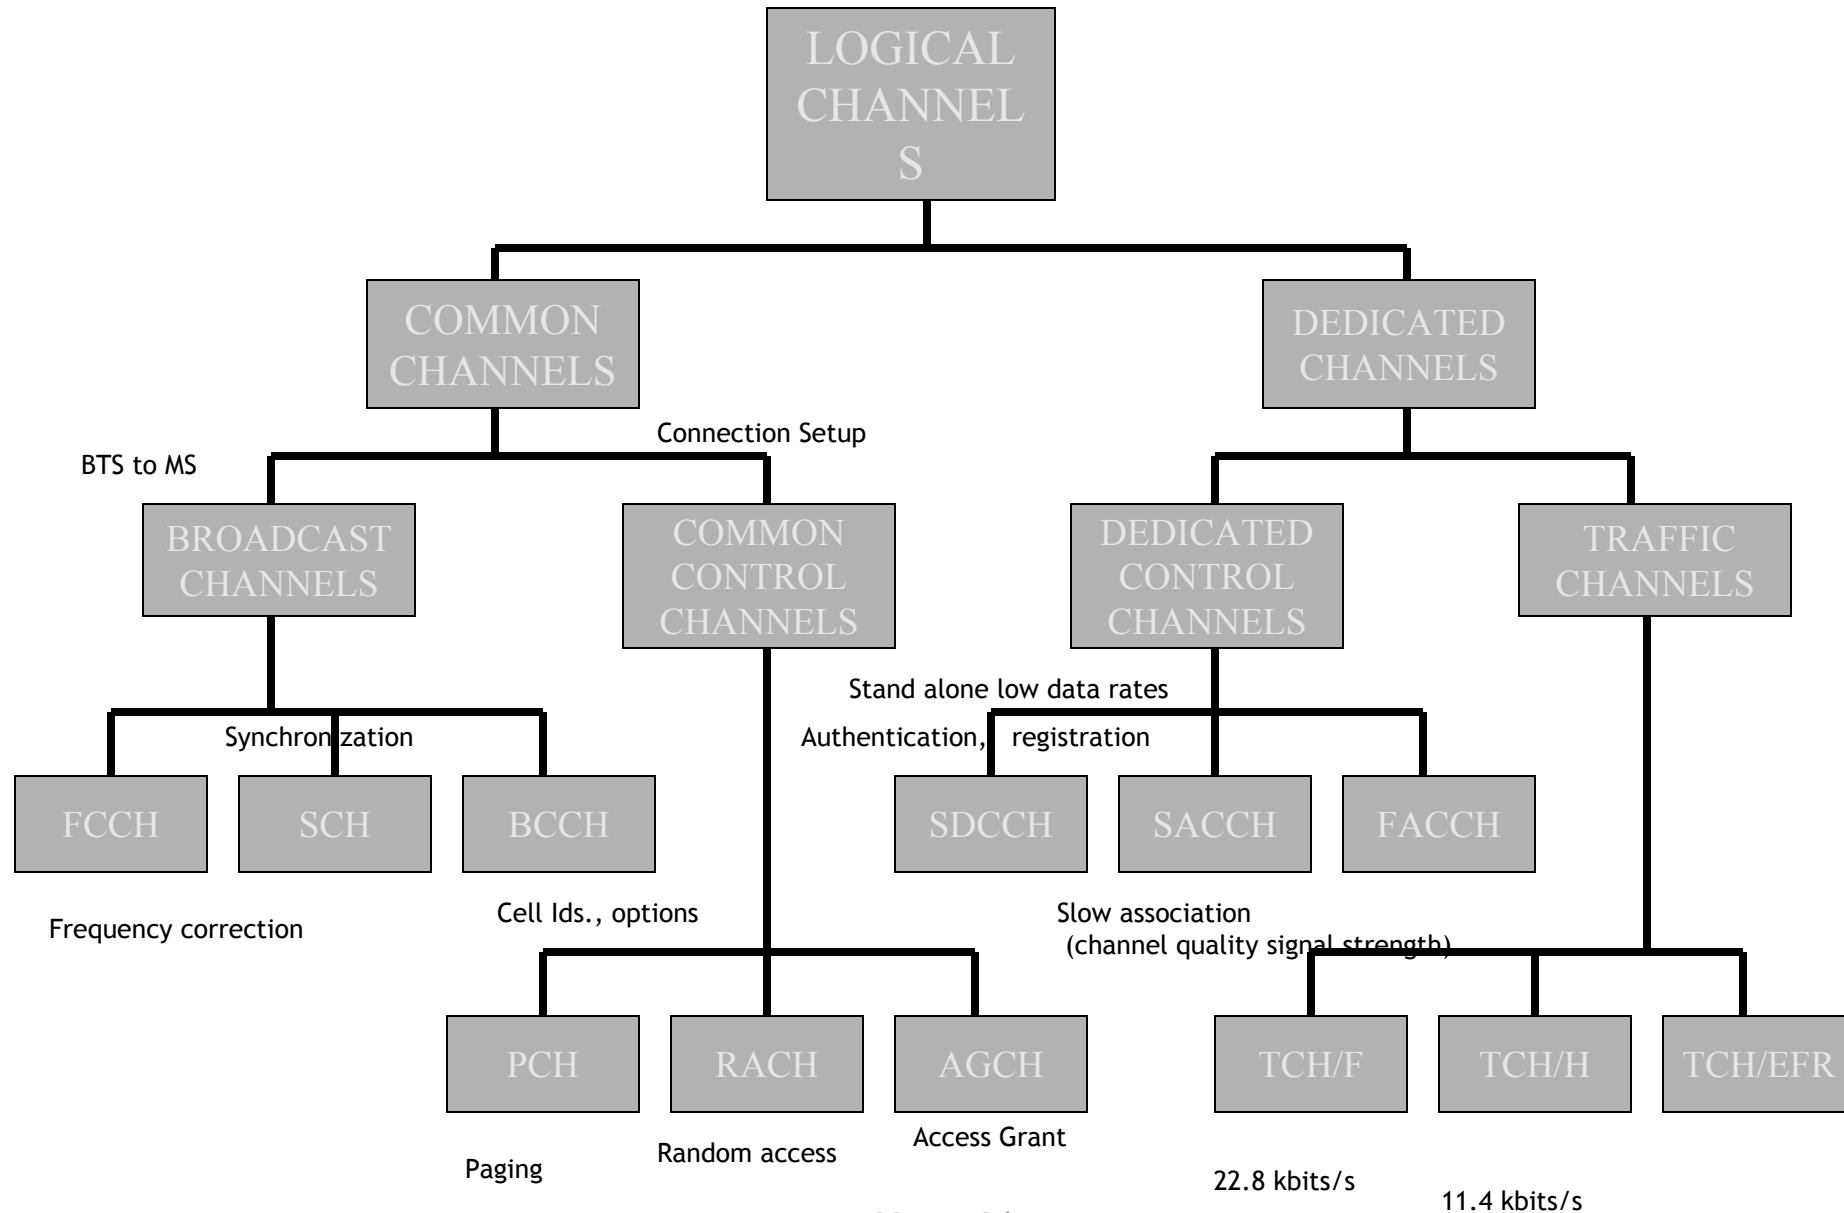 LOGICAL
CHANNEL
S
COMMON
CHANNELS
DEDICATED
CHANNELS
Connection Setup
BTS to MS
BROADCAST
CHANNELS
COMMON
CONTROL
CHANNELS
DEDICATED
CONTROL
CHANNELS
TRAFFIC
CHANNELS
Stand alone low data rates
Synchronization
Authentication, registration
FCCH
SCH
BCCH
SDCCH
SACCH
FACCH
Frequency correction
Cell Ids., options
Slow association
(channel quality signal strength)
PCH
RACH
AGCH
TCH/F
TCH/H
TCH/EFR
Paging
Random access
Access Grant
22.8 kbits/s
11.4 kbits/s